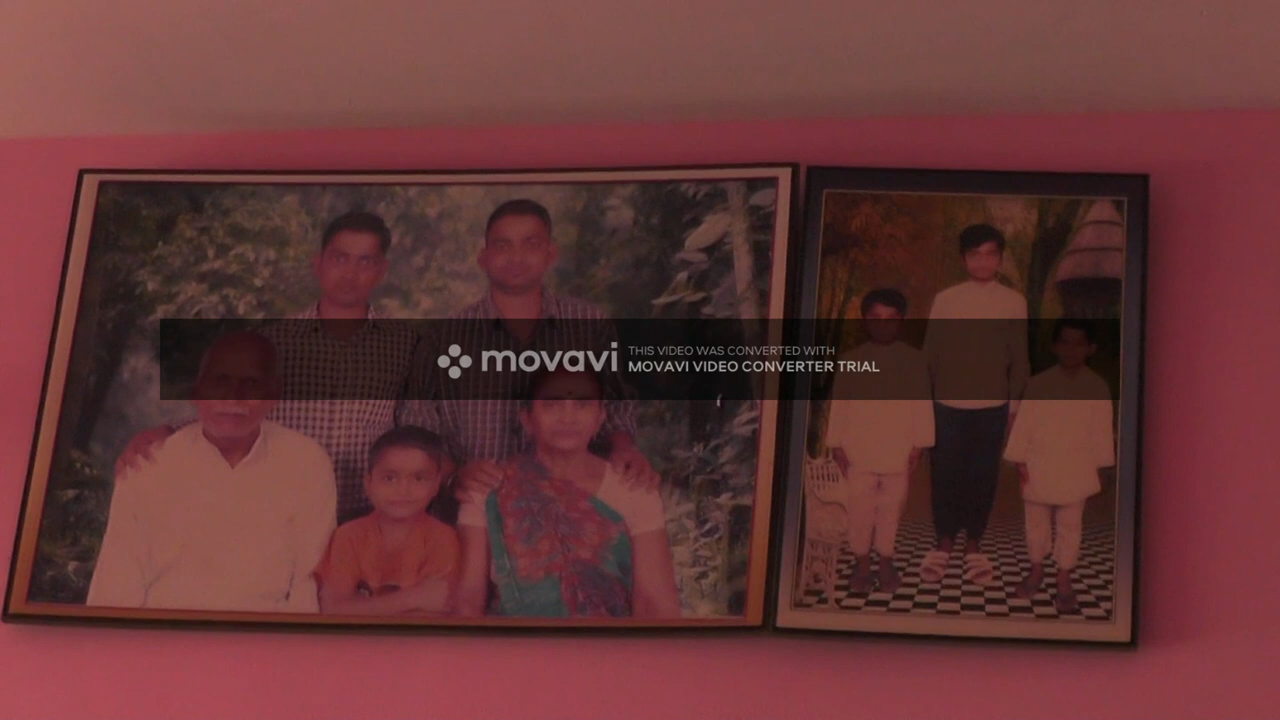 movavi
THIS VIDEO WAS CONVERTED WITH
MOVAVI VIDEO CONVERTER TRIAL